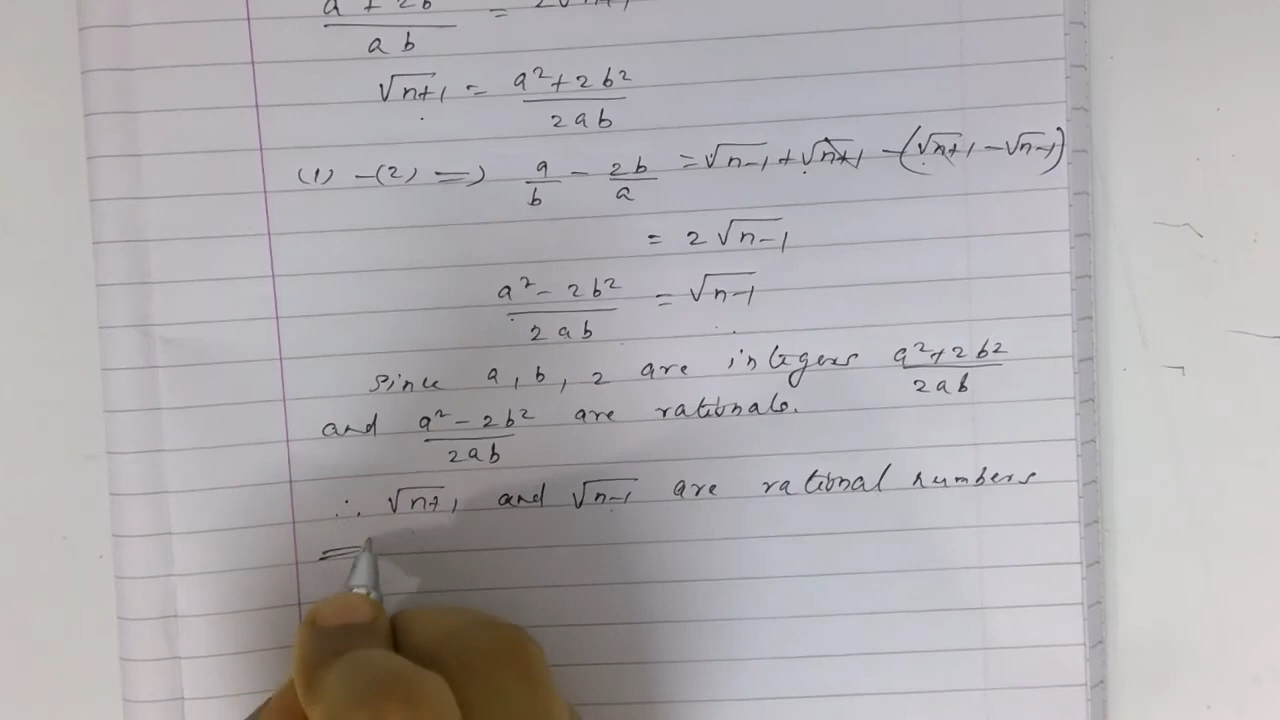 a + 2b / ab = 2√n+1
√n+1 = a²+2b² / 2ab
(1) - (2) => a/b - 2b/a = √n-1 + √n+1 - (√n+1 - √n-1)
= 2 √n-1
a² - 2b² / 2ab = √n-1
Since a, b, 2 are integers a²+2b² / 2ab
and a² - 2b² / 2ab are rationals.
∴ √n+1 and √n-1 are rational numbers
=>